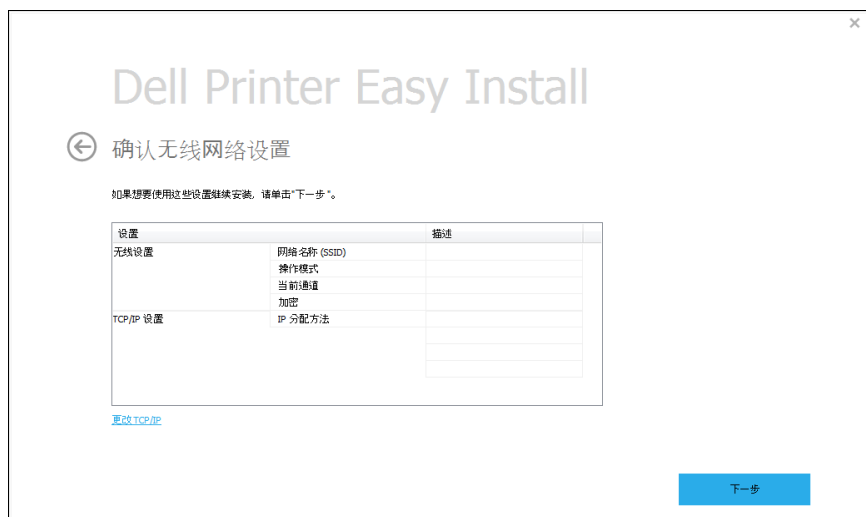 Dell Printer Easy Install
确认无线网络设置
如果想要使用这些设置继续安装，请单击"下一步"。
设置 描述
无线设置 网络名称 (SSID)
操作模式
当前通道
加密
TCP/IP 设置 IP 分配方法
更改 TCP/IP
下一步